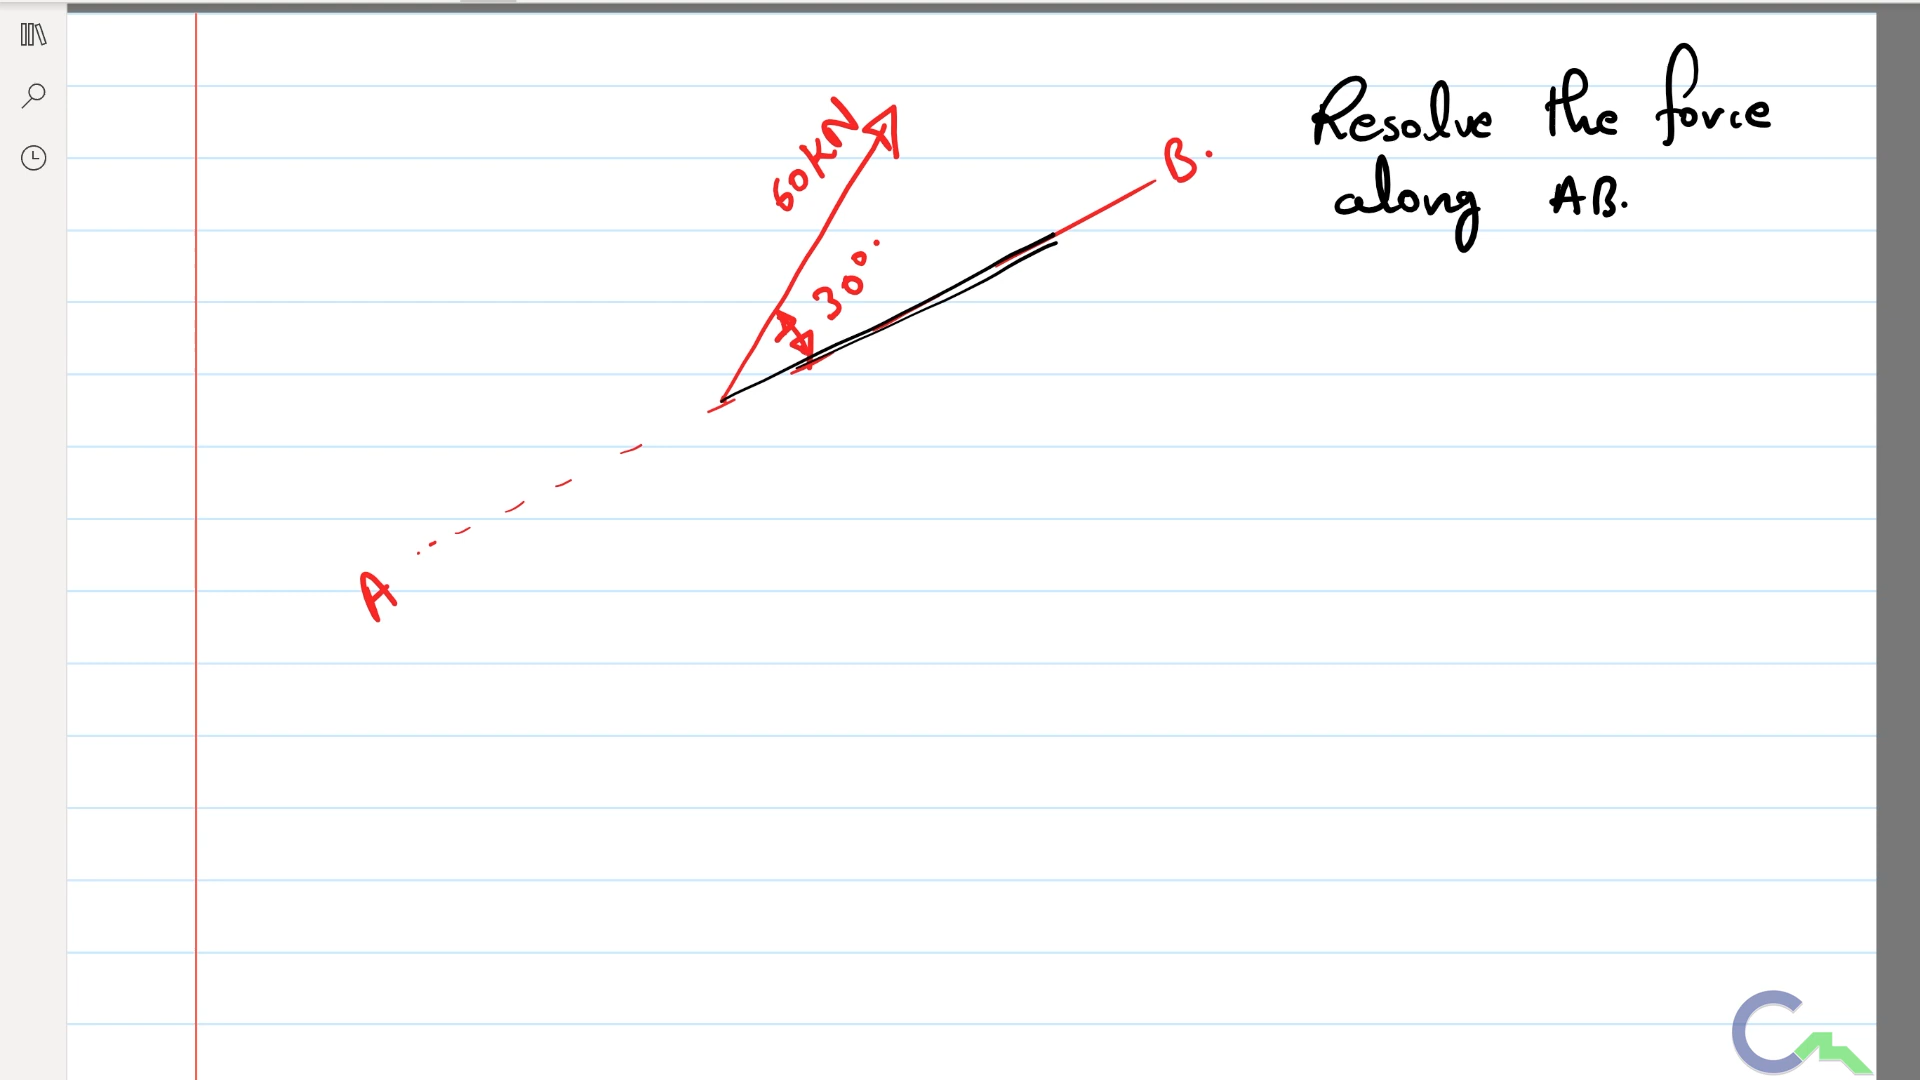 Resolve the force
along AB.
60KN
B.
30°.
A